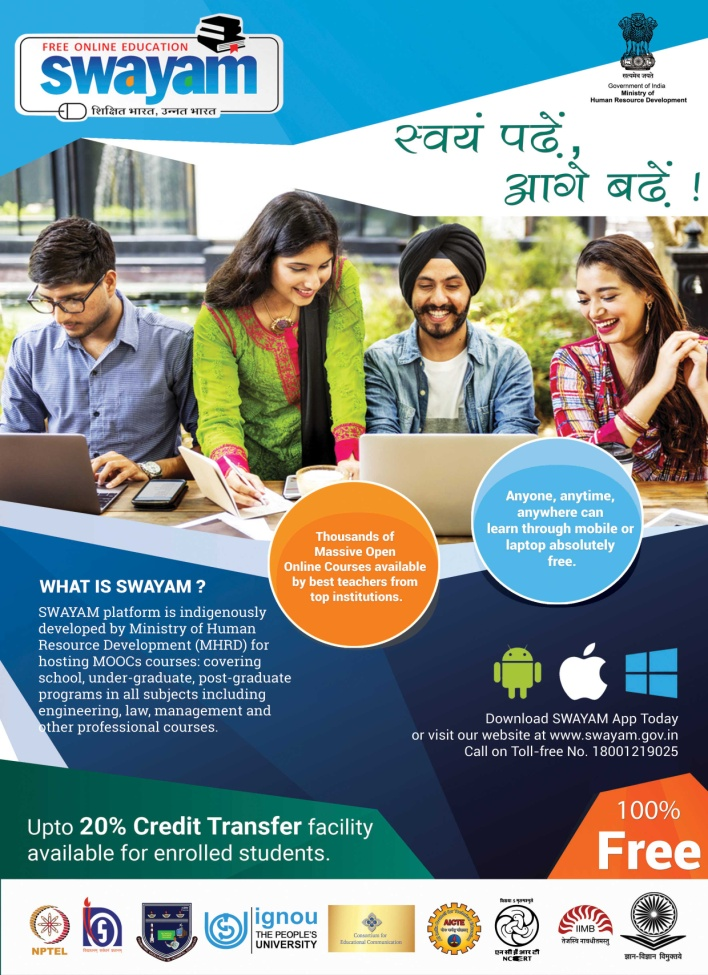 FREE ONLINE EDUCATION
swayam
शिक्षित भारत, उन्नत भारत
सत्यमेव जयते
Government of India
Ministry of
Human Resource Development
स्वयं पढ़ें,
आगे बढ़ें !
Thousands of
Massive Open
Online Courses available
by best teachers from
top institutions.
Anyone, anytime,
anywhere can
learn through mobile or
laptop absolutely
free.
WHAT IS SWAYAM ?
SWAYAM platform is indigenously
developed by Ministry of Human
Resource Development (MHRD) for
hosting MOOCs courses: covering
school, under-graduate, post-graduate
programs in all subjects including
engineering, law, management and
other professional courses.
Download SWAYAM App Today
or visit our website at www.swayam.gov.in
Call on Toll-free No. 18001219025
Upto 20% Credit Transfer facility
available for enrolled students.
100%
Free
NPTEL
ignou
THE PEOPLE'S
UNIVERSITY
Consortium for
Educational Communication
AICTE
एन सी ई आर टी
NCERT
IIMB
तेजस्वि नावधीतमस्तु
ज्ञान-विज्ञान विमुक्तये